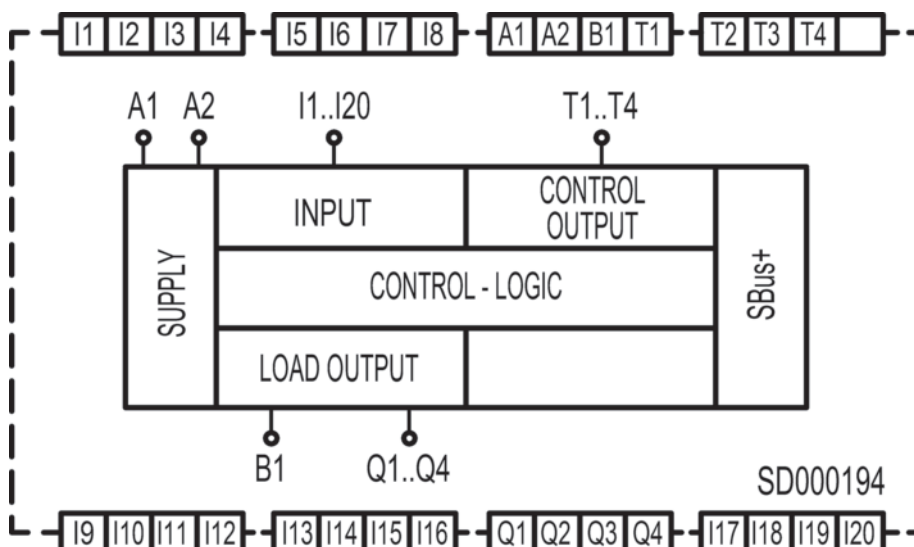 I1 I2 I3 I4 I5 I6 I7 I8 A1 A2 B1 T1 T2 T3 T4
A1 A2 I1..I20 T1..T4
INPUT
CONTROL
OUTPUT
SUPPLY
CONTROL - LOGIC
SBus+
LOAD OUTPUT
B1 Q1..Q4
SD000194
I9 I10 I11 I12 I13 I14 I15 I16 Q1 Q2 Q3 Q4 I17 I18 I19 I20